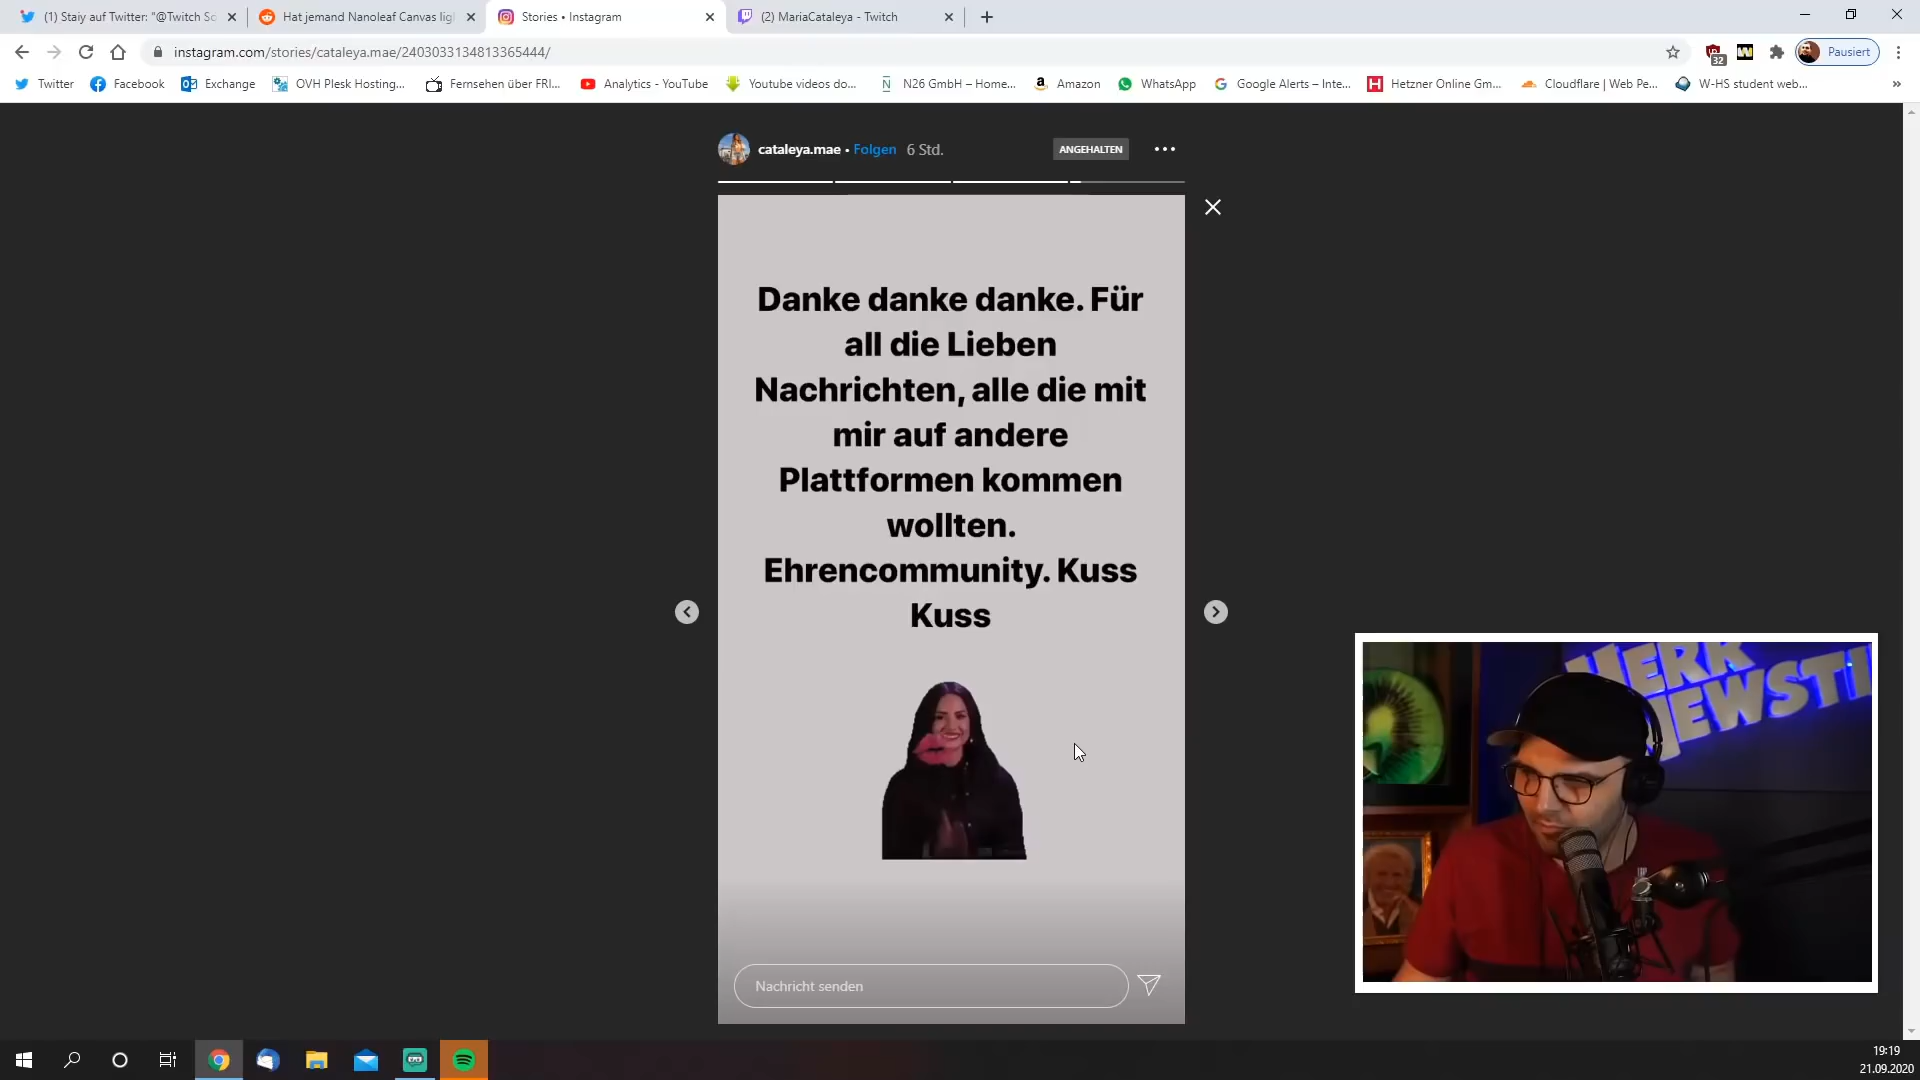 (1) Staiy auf Twitter: "@Twitch So
Hat jemand Nanoleaf Canvas lig
Stories • Instagram
(2) MariaCataleya - Twitch
instagram.com/stories/cataleya.mae/2403033134813365444/
32
Pausiert
Twitter
Facebook
Exchange
OVH Plesk Hosting...
Fernsehen über FRI...
Analytics - YouTube
Youtube videos do...
N26 GmbH – Home...
Amazon
WhatsApp
Google Alerts – Inte...
Hetzner Online Gm...
Cloudflare | Web Pe...
W-HS student web...
»
cataleya.mae • Folgen 6 Std.
ANGEHALTEN
Danke danke danke. Für
all die Lieben
Nachrichten, alle die mit
mir auf andere
Plattformen kommen
wollten.
Ehrencommunity. Kuss
Kuss
Nachricht senden
HERR
NEWSTI
19:19
21.09.2020